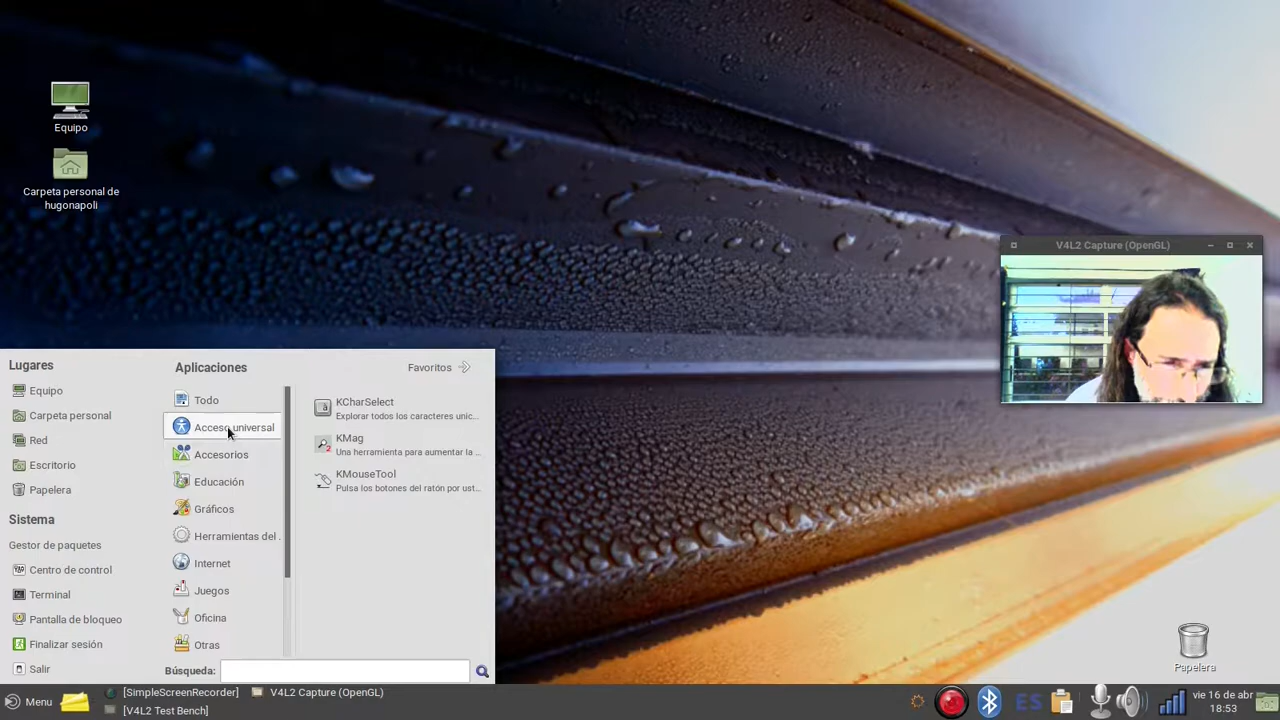 Equipo
Carpeta personal de
hugonapoli
V4L2 Capture (OpenGL)
Lugares
Equipo
Carpeta personal
Red
Escritorio
Papelera
Sistema
Gestor de paquetes
Centro de control
Terminal
Pantalla de bloqueo
Finalizar sesión
Salir
Aplicaciones
Favoritos
Todo
Acceso universal
Accesorios
Educación
Gráficos
Herramientas del .
Internet
Juegos
Oficina
Otras
KCharSelect
Explorar todos los caracteres unic...
KMag
Una herramienta para aumentar la ...
KMouseTool
Pulsa los botones del ratón por ust...
Búsqueda:
Papelera
Menu
[SimpleScreenRecorder]
V4L2 Capture (OpenGL)
[V4L2 Test Bench]
ES
vie 16 de abr
18:53